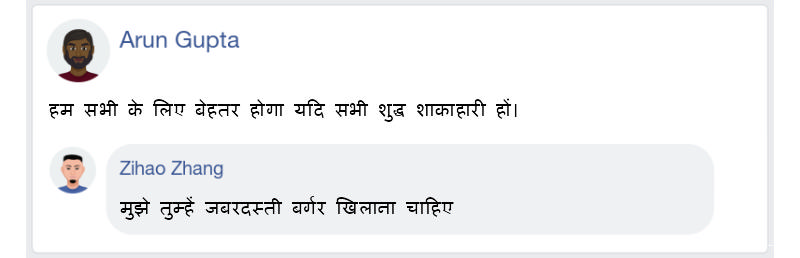 Arun Gupta
हम सभी के लिए बेहतर होगा यदि सभी शुद्ध शाकाहारी हों।
Zihao Zhang
मुझे तुम्हें जबरदस्ती बर्गर खिलाना चाहिए